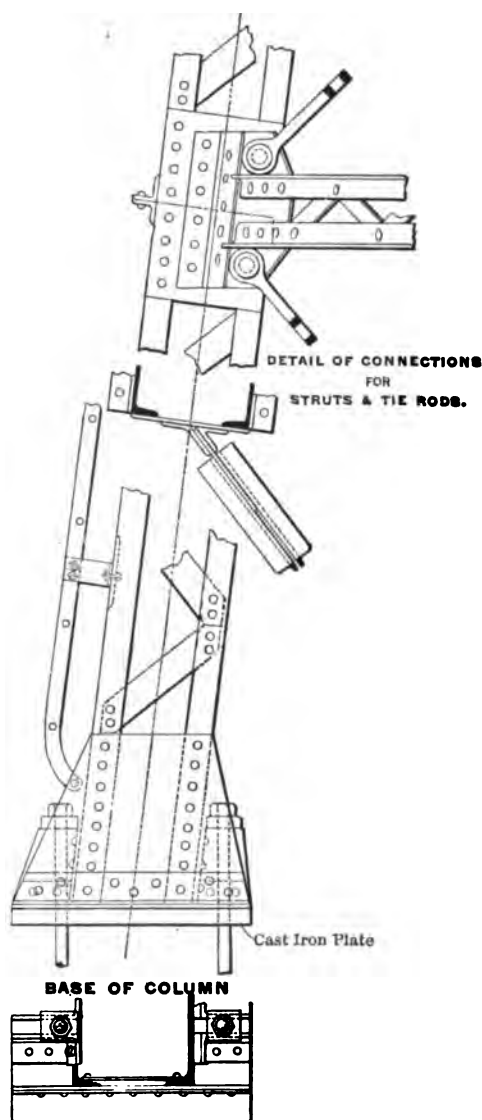 DETAIL OF CONNECTIONS
FOR
STRUTS & TIE RODS.
Cast Iron Plate
BASE OF COLUMN